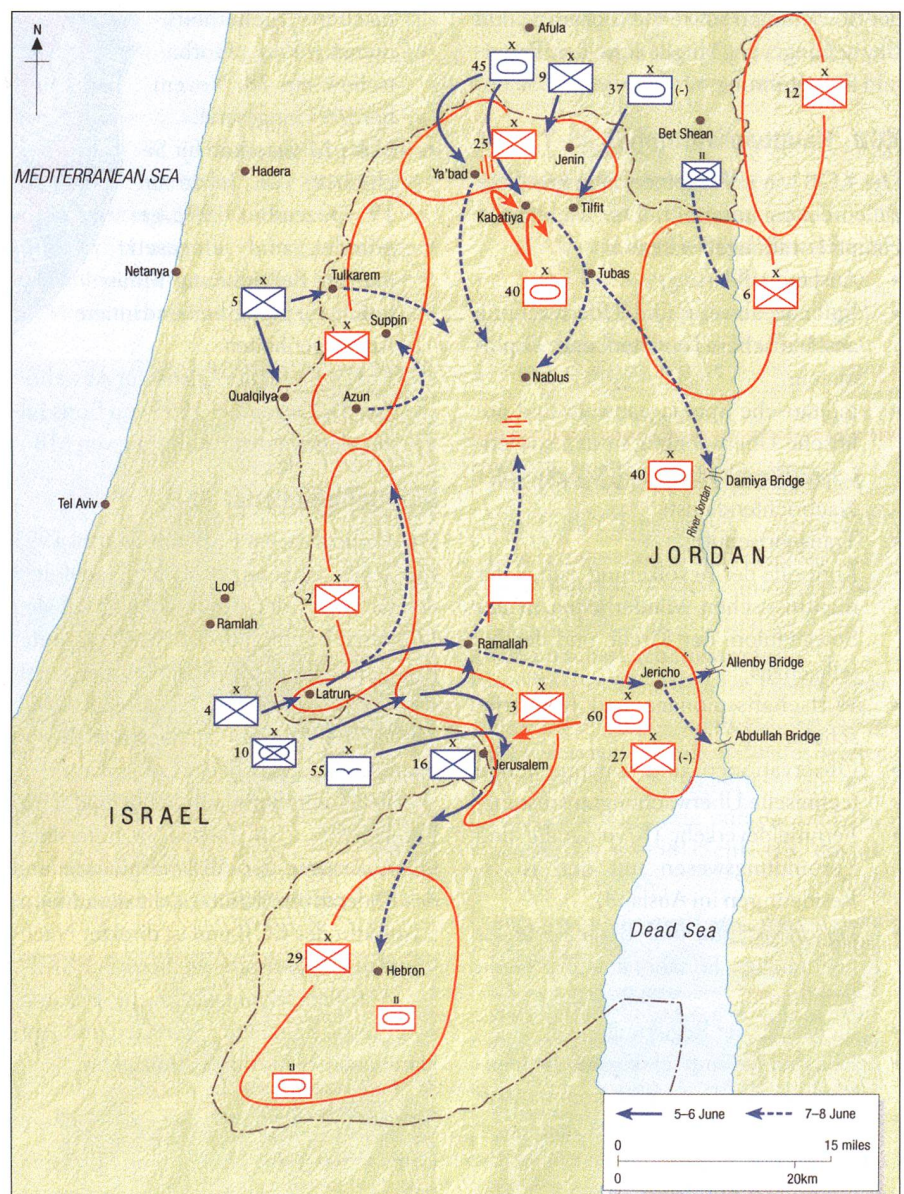 N
Afula
X
45
X
9
X
37
(-)
X
12
Bet Shean
X
25
Jenin
II
MEDITERRANEAN SEA
Hadera
Ya'bad
Kabatiya
Tilfit
Netanya
Tulkarem
X
40
Tubas
X
6
X
5
Suppin
X
1
Nablus
Qualqilya
Azun
X
40
Damiya Bridge
Tel Aviv
River Jordan
JORDAN
Lod
X
2
Ramlah
Ramallah
Allenby Bridge
Jericho
Latrun
X
4
X
3
X
60
X
10
X
55
X
16
Jerusalem
X
27
(-)
Abdullah Bridge
ISRAEL
Dead Sea
X
29
Hebron
II
II
5–6 June
7–8 June
0
15 miles
0
20km